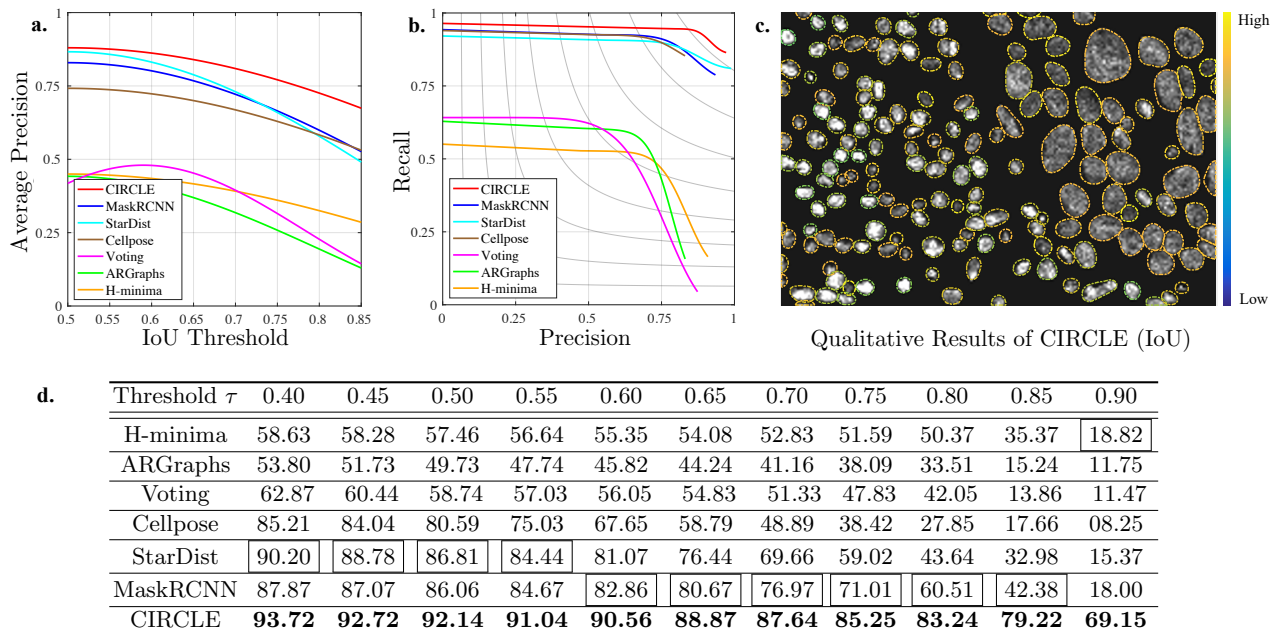 a.
Average Precision
1
0.75
0.5
0.25
0
CIRCLE
MaskRCNN
StarDist
Cellpose
Voting
ARGraphs
H-minima
0.5 0.55 0.6 0.65 0.7 0.75 0.8 0.85
IoU Threshold
b.
Recall
1
0.75
0.5
0.25
0
CIRCLE
MaskRCNN
StarDist
Cellpose
Voting
ARGraphs
H-minima
0 0.25 0.5 0.75 1
Precision
c.
High
Low
Qualitative Results of CIRCLE (IoU)
d.
Threshold τ 0.40 0.45 0.50 0.55 0.60 0.65 0.70 0.75 0.80 0.85 0.90
H-minima 58.63 58.28 57.46 56.64 55.35 54.08 52.83 51.59 50.37 35.37 18.82
ARGraphs 53.80 51.73 49.73 47.74 45.82 44.24 41.16 38.09 33.51 15.24 11.75
Voting 62.87 60.44 58.74 57.03 56.05 54.83 51.33 47.83 42.05 13.86 11.47
Cellpose 85.21 84.04 80.59 75.03 67.65 58.79 48.89 38.42 27.85 17.66 08.25
StarDist 90.20 88.78 86.81 84.44 81.07 76.44 69.66 59.02 43.64 32.98 15.37
MaskRCNN 87.87 87.07 86.06 84.67 82.86 80.67 76.97 71.01 60.51 42.38 18.00
CIRCLE 93.72 92.72 92.14 91.04 90.56 88.87 87.64 85.25 83.24 79.22 69.15